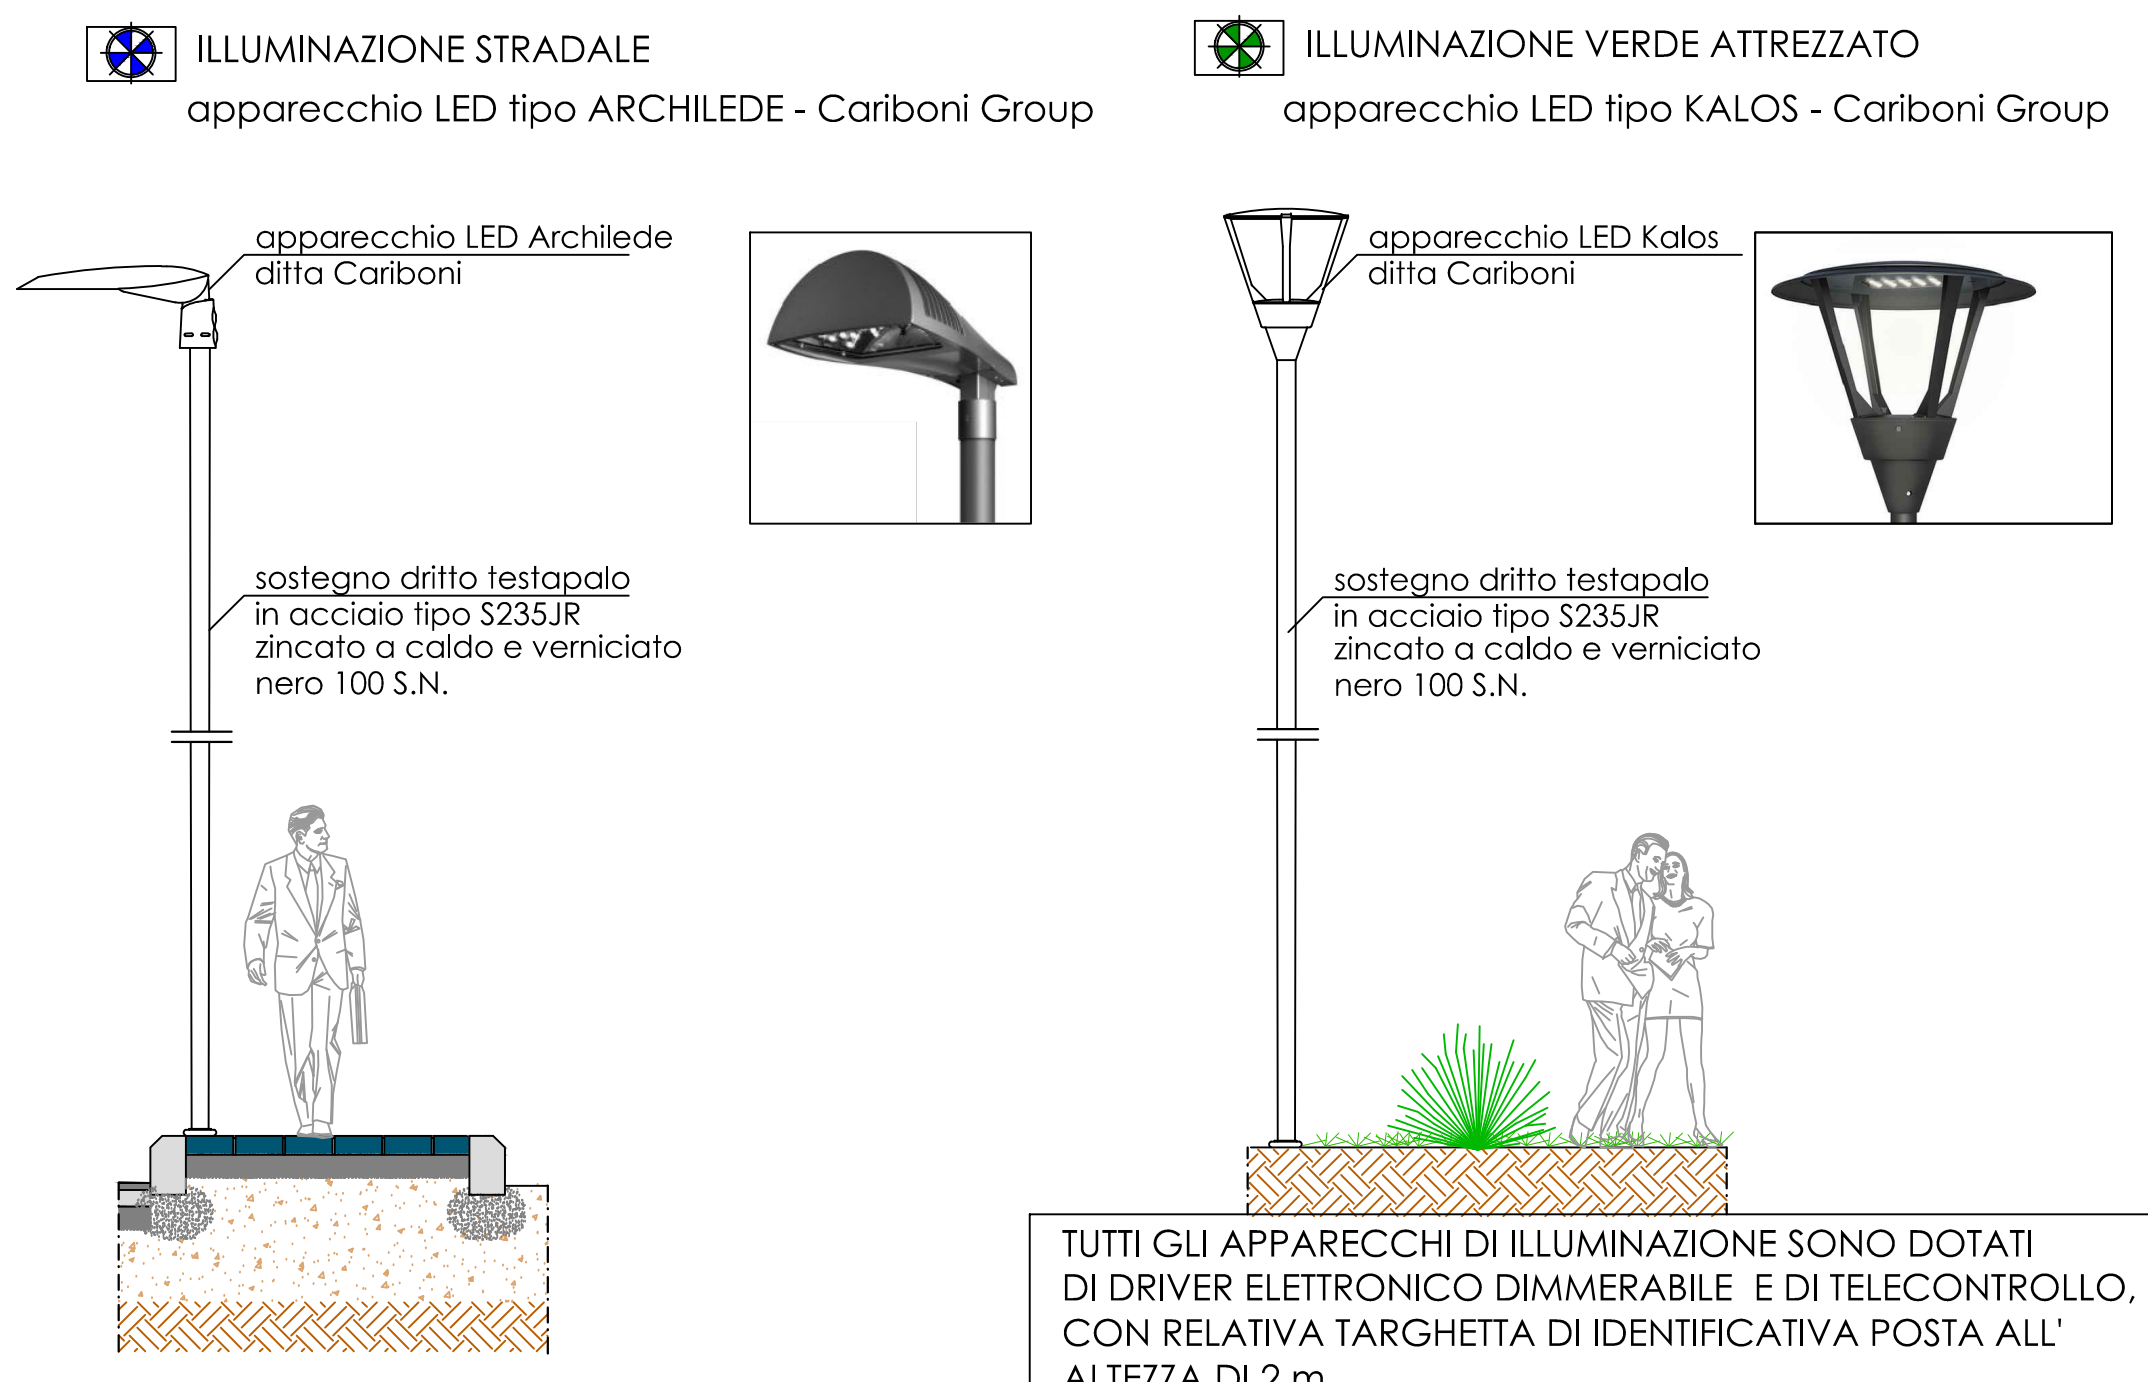 ILLUMINAZIONE STRADALE
apparecchio LED tipo ARCHILEDE - Cariboni Group
apparecchio LED Archilede
ditta Cariboni
sostegno dritto testapalo
in acciaio tipo S235JR
zincato a caldo e verniciato
nero 100 S.N.
ILLUMINAZIONE VERDE ATTREZZATO
apparecchio LED tipo KALOS - Cariboni Group
apparecchio LED Kalos
ditta Cariboni
sostegno dritto testapalo
in acciaio tipo S235JR
zincato a caldo e verniciato
nero 100 S.N.
TUTTI GLI APPARECCHI DI ILLUMINAZIONE SONO DOTATI
DI DRIVER ELETTRONICO DIMMERABILE E DI TELECONTROLLO,
CON RELATIVA TARGHETTA DI IDENTIFICATIVA POSTA ALL'
ALTEZZA DI 2 m